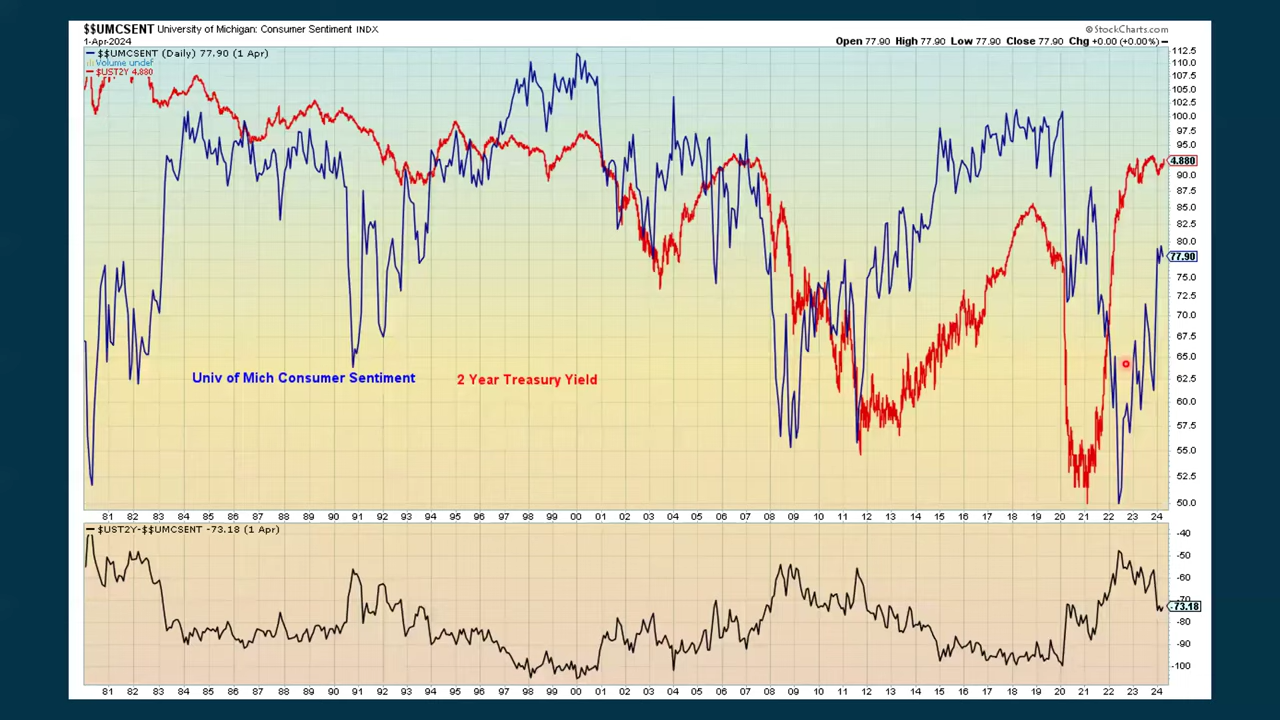 $$UMCSENT University of Michigan: Consumer Sentiment INDX
© StockCharts.com
1-Apr-2024
Open 77.90 High 77.90 Low 77.90 Close 77.90 Chg +0.00 (+0.00%)
$$UMCSENT (Daily) 77.90 (1 Apr)
Volume undef
$UST2Y 4.880
112.5
110.0
107.5
105.0
102.5
100.0
97.5
95.0
4.880
90.0
87.5
85.0
82.5
80.0
77.90
75.0
72.5
70.0
67.5
65.0
62.5
60.0
57.5
55.0
52.5
50.0
Univ of Mich Consumer Sentiment
2 Year Treasury Yield
81 82 83 84 85 86 87 88 89 90 91 92 93 94 95 96 97 98 99 00 01 02 03 04 05 06 07 08 09 10 11 12 13 14 15 16 17 18 19 20 21 22 23 24
$UST2Y-$$UMCSENT -73.18 (1 Apr)
-40
-50
-60
-70
-73.18
-80
-90
-100
81 82 83 84 85 86 87 88 89 90 91 92 93 94 95 96 97 98 99 00 01 02 03 04 05 06 07 08 09 10 11 12 13 14 15 16 17 18 19 20 21 22 23 24